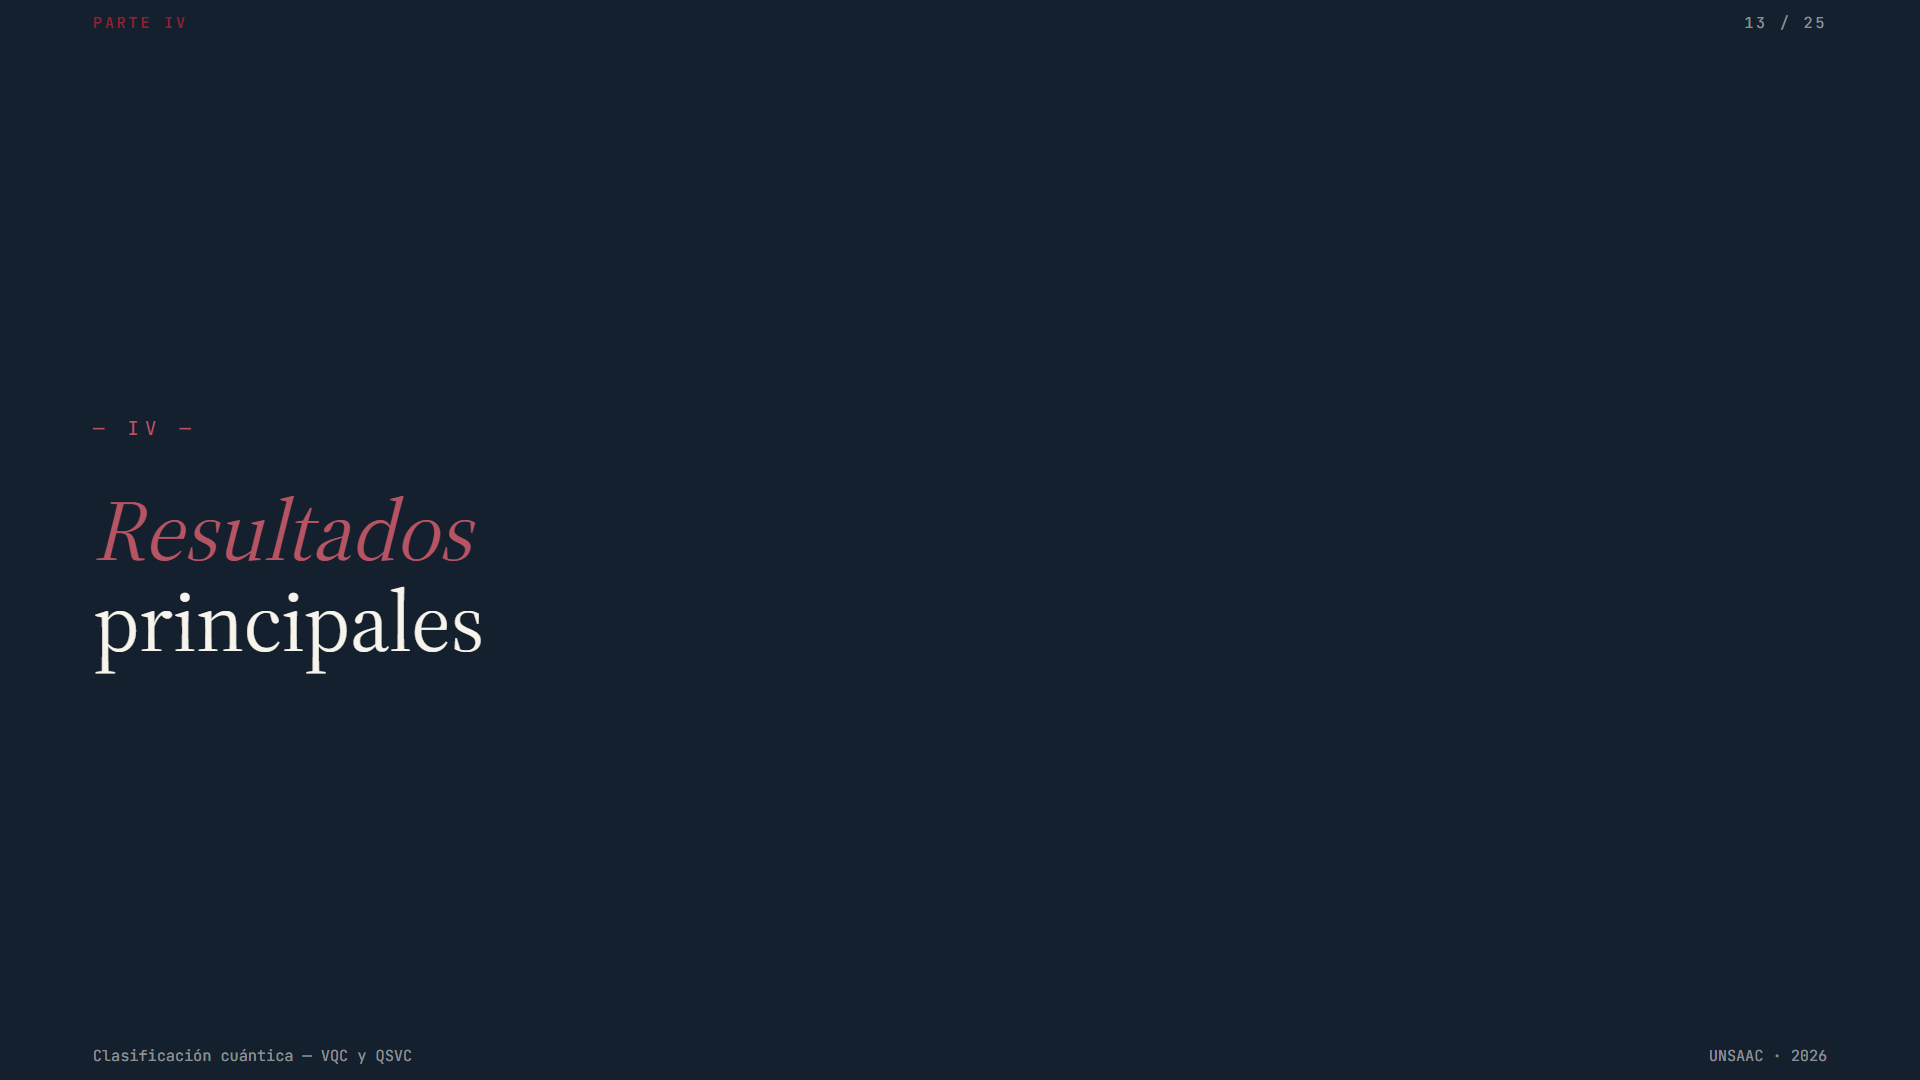 PARTE IV
13 / 25
— IV —
Resultados
principales
Clasificación cuántica — VQC y QSVC
UNSAAC · 2026